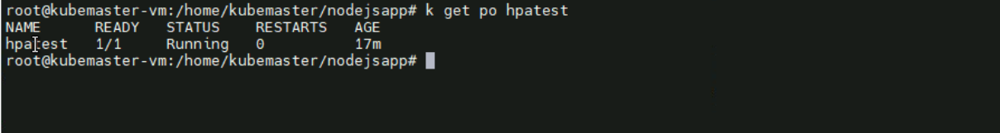 root@kubemaster-vm:/home/kubemaster/nodejsapp# k get po hpatest
NAME READY STATUS RESTARTS AGE
hpatest 1/1 Running 0 17m
root@kubemaster-vm:/home/kubemaster/nodejsapp#